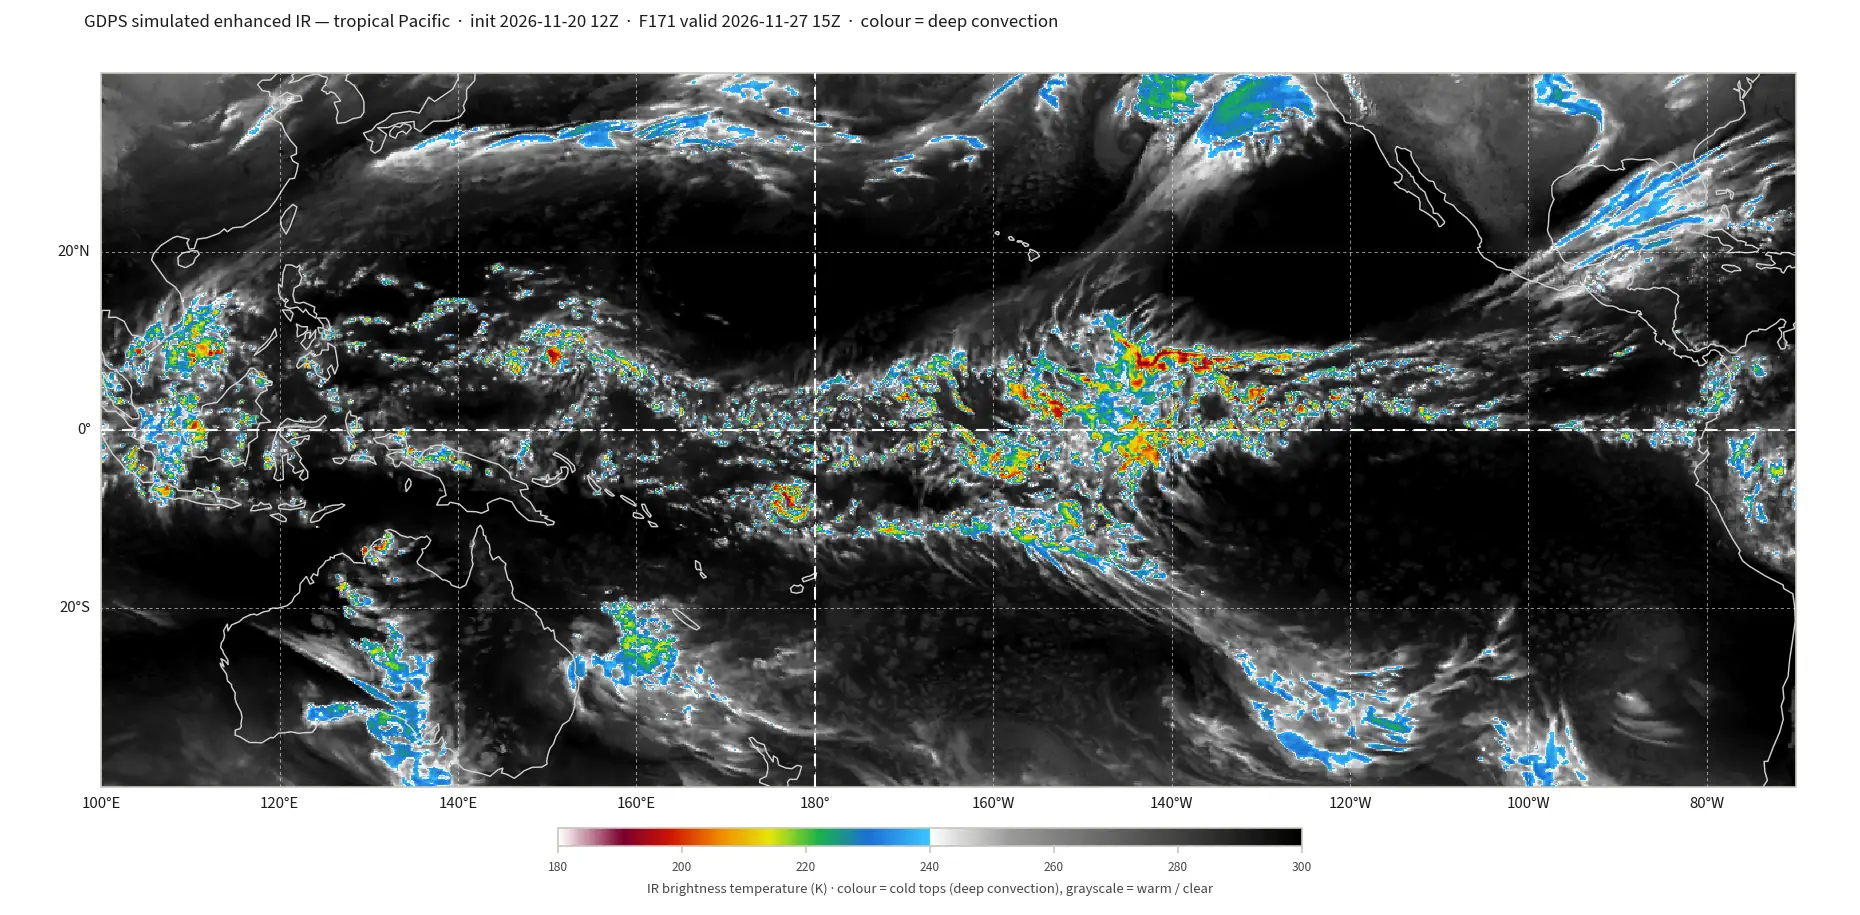 GDPS simulated enhanced IR — tropical Pacific · init 2026-11-20 12Z · F171 valid 2026-11-27 15Z · colour = deep convection
20°N
0°
20°S
100°E 120°E 140°E 160°E 180° 160°W 140°W 120°W 100°W 80°W
180 200 220 240 260 280 300
IR brightness temperature (K) · colour = cold tops (deep convection), grayscale = warm / clear